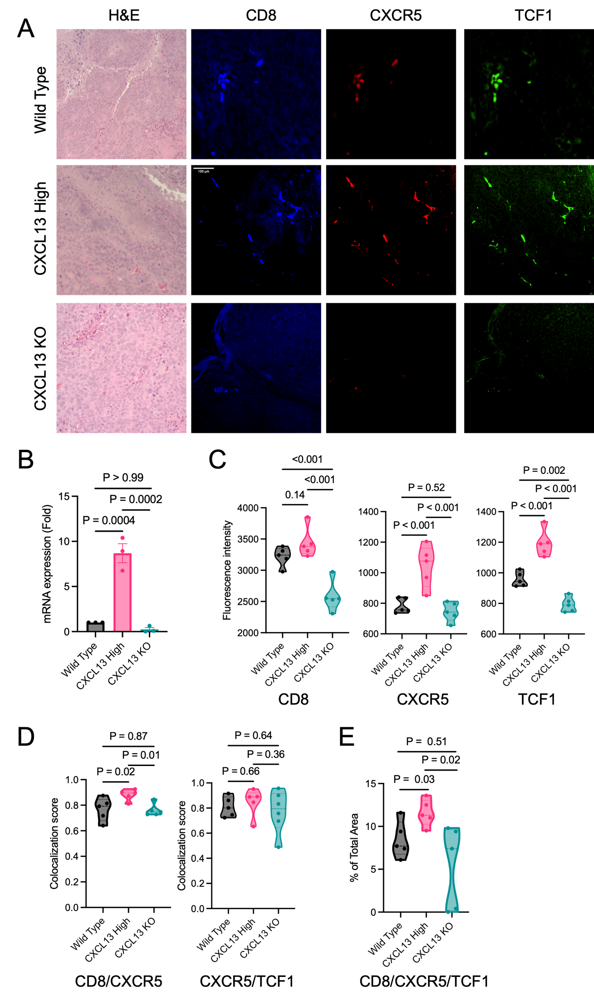 A
H&E
CD8
CXCR5
TCF1
Wild Type
CXCL13 High
100 µm
CXCL13 KO
B
P > 0.99
P = 0.0002
P = 0.0004
mRNA expression (Fold)
15
10
5
0
Wild Type
CXCL13 High
CXCL13 KO
C
<0.001
<0.001
0.14
Fluorescence intensity
4000
3500
3000
2500
2000
Wild Type
CXCL13 High
CXCL13 KO
CD8
P = 0.52
P < 0.001
P < 0.001
1400
1200
1000
800
600
Wild Type
CXCL13 High
CXCL13 KO
CXCR5
P = 0.002
P < 0.001
P < 0.001
1400
1200
1000
800
600
Wild Type
CXCL13 High
CXCL13 KO
TCF1
D
P = 0.87
P = 0.01
P = 0.02
Colocalization score
1.0
0.8
0.6
0.4
0.2
0.0
Wild Type
CXCL13 High
CXCL13 KO
CD8/CXCR5
P = 0.64
P = 0.36
P = 0.66
Colocalization score
1.0
0.8
0.6
0.4
0.2
0.0
Wild Type
CXCL13 High
CXCL13 KO
CXCR5/TCF1
E
P = 0.51
P = 0.02
P = 0.03
% of Total Area
15
10
5
0
Wild Type
CXCL13 High
CXCL13 KO
CD8/CXCR5/TCF1